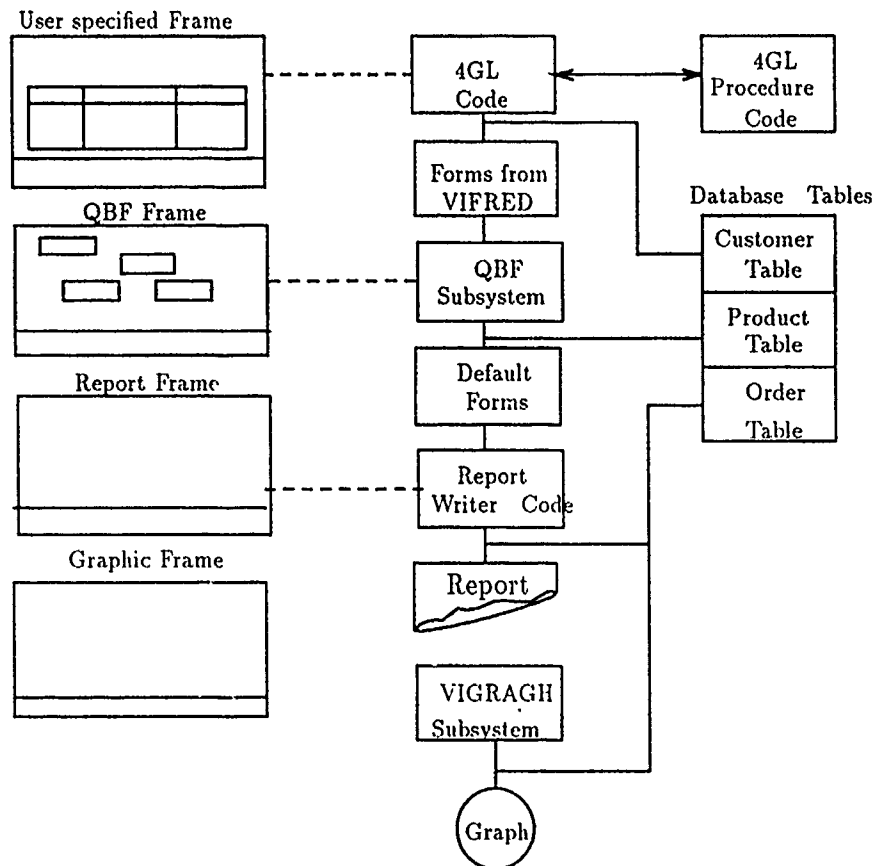 User specified Frame
4GL
Code
4GL
Procedure
Code
Forms from
VIFRED
Database Tables
QBF Frame
Customer
Table
QBF
Subsystem
Product
Table
Report Frame
Default
Forms
Order
Table
Report
Writer Code
Graphic Frame
Report
VIGRAGH
Subsystem
Graph